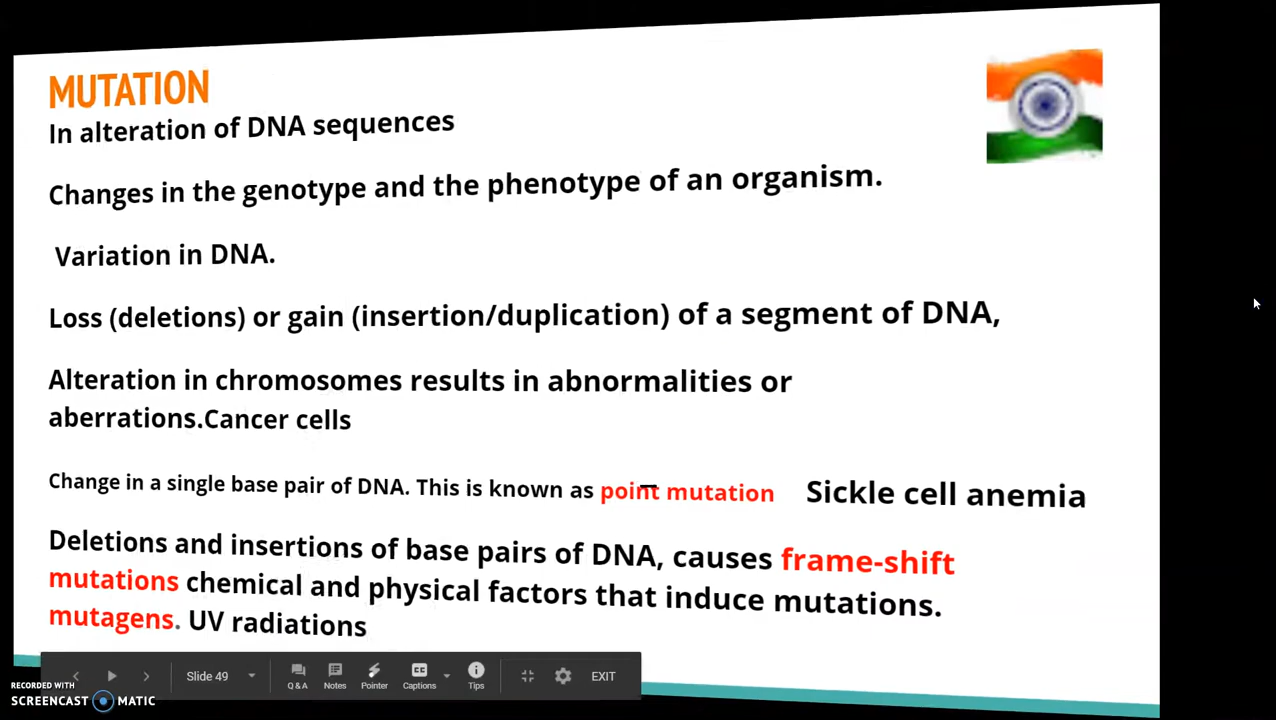 MUTATION
In alteration of DNA sequences
Changes in the genotype and the phenotype of an organism.
Variation in DNA.
Loss (deletions) or gain (insertion/duplication) of a segment of DNA,
Alteration in chromosomes results in abnormalities or
aberrations.Cancer cells
Change in a single base pair of DNA. This is known as point mutation Sickle cell anemia
Deletions and insertions of base pairs of DNA, causes frame-shift
mutations chemical and physical factors that induce mutations.
mutagens. UV radiations
Slide 49
Q & A
Notes
Pointer
CC
Captions
Tips
EXIT
RECORDED WITH
SCREENCAST MATIC